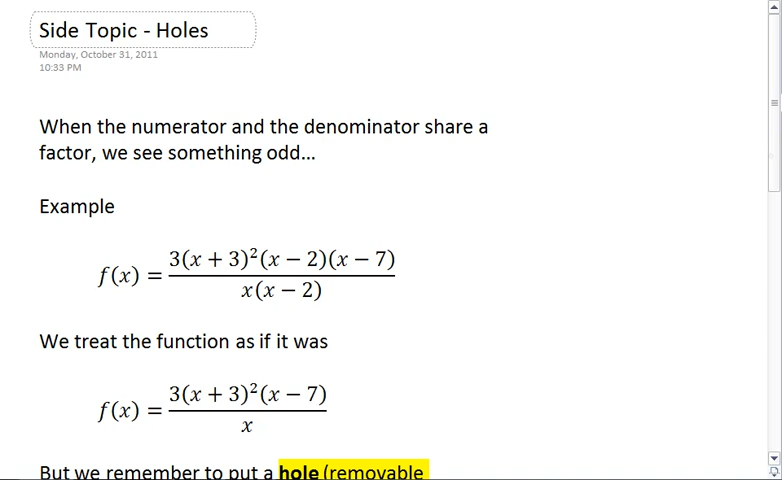 Side Topic - Holes
Monday, October 31, 2011
10:33 PM
When the numerator and the denominator share a
factor, we see something odd...
Example
f(x) = 3(x + 3)²(x − 2)(x − 7) / x(x − 2)
We treat the function as if it was
f(x) = 3(x + 3)²(x − 7) / x
But we remember to put a hole (removable